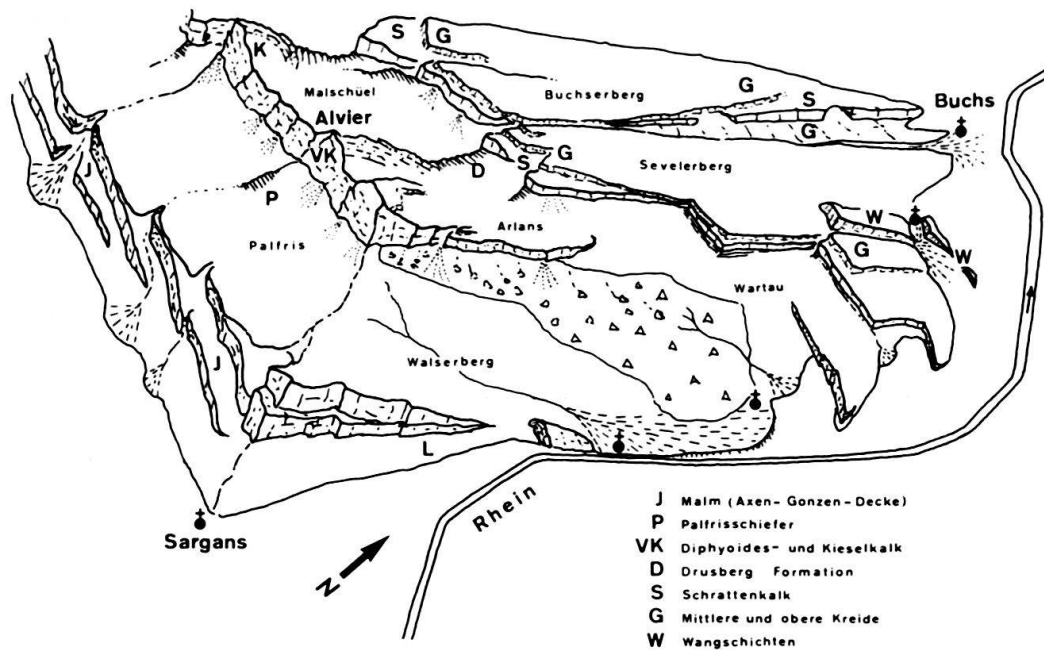 S
G
K
Malschüel
Buchserberg
G
S
Buchs
Alvier
G
VK
D
S
G
Sevelerberg
J
P
W
Palfris
Arlans
G
W
Wartau
Walserberg
J
L
Rhein
Sargans
N
J Malm (Axen-Gonzen-Decke)
P Palfrisschiefer
VK Diphyoides- und Kieselkalk
D Drusberg Formation
S Schrattenkalk
G Mittlere und obere Kreide
W Wangschichten